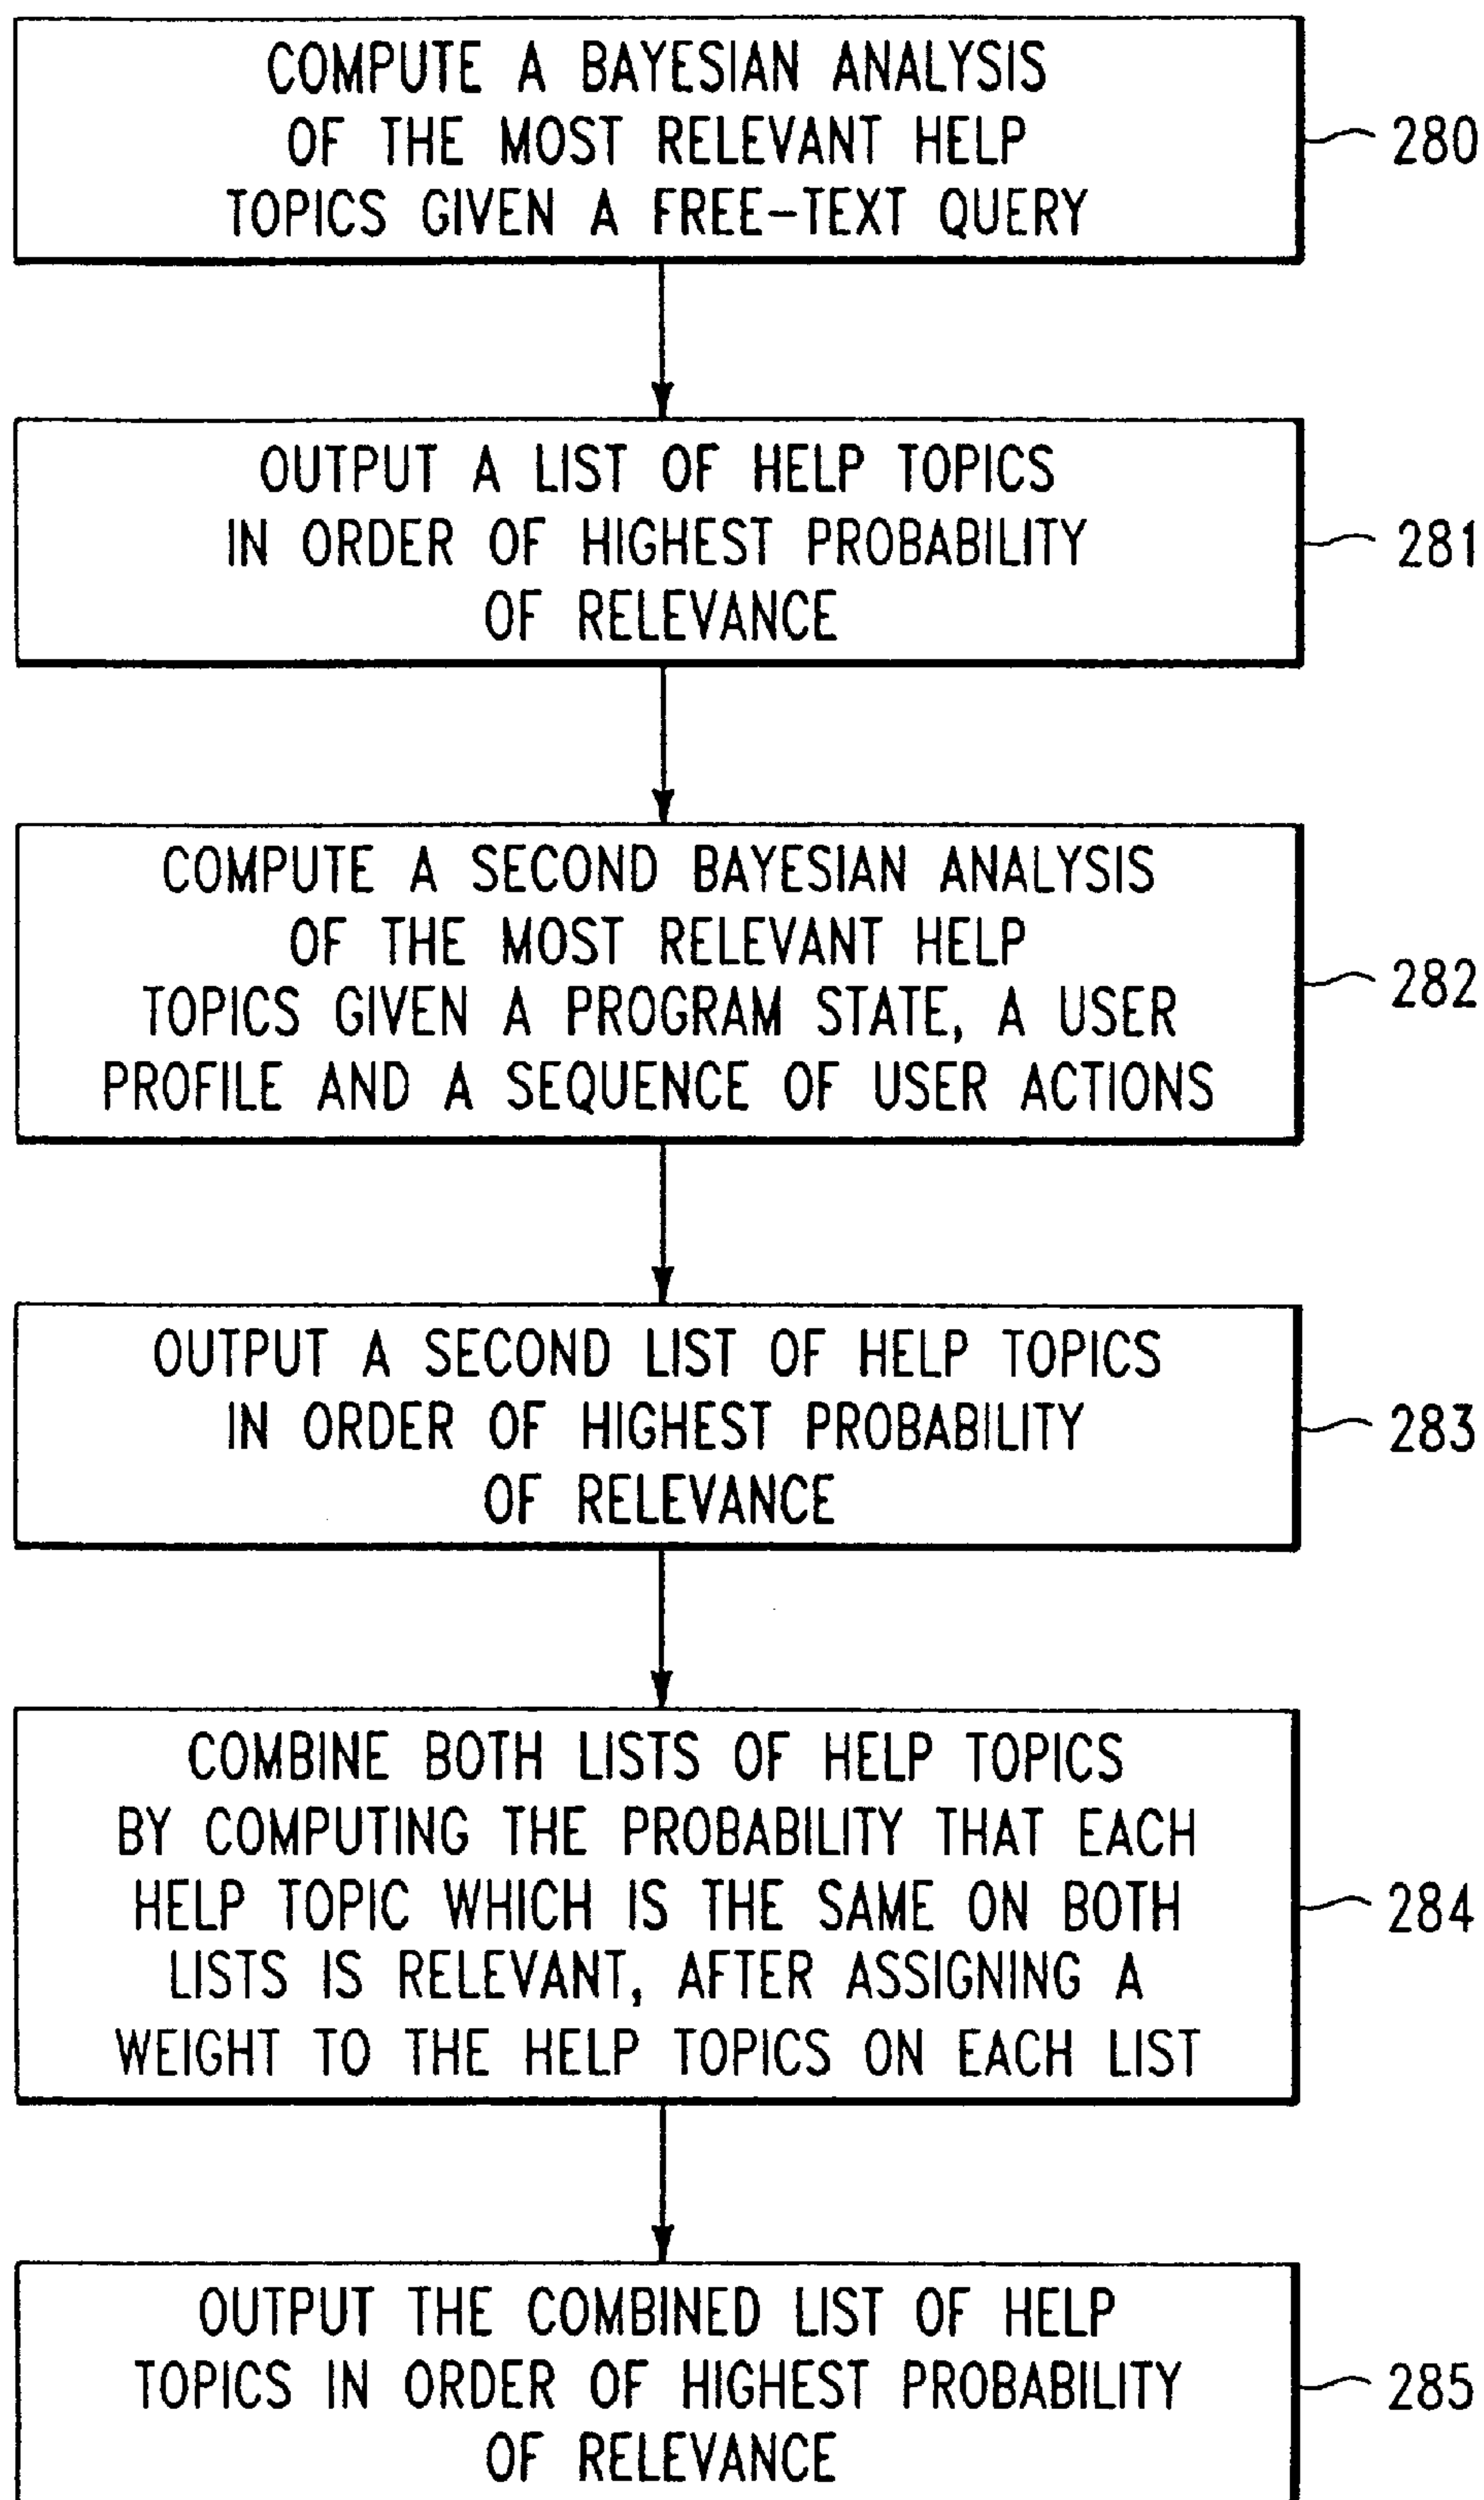 COMPUTE A BAYESIAN ANALYSIS
OF THE MOST RELEVANT HELP
TOPICS GIVEN A FREE-TEXT QUERY
280
OUTPUT A LIST OF HELP TOPICS
IN ORDER OF HIGHEST PROBABILITY
OF RELEVANCE
281
COMPUTE A SECOND BAYESIAN ANALYSIS
OF THE MOST RELEVANT HELP
TOPICS GIVEN A PROGRAM STATE, A USER
PROFILE AND A SEQUENCE OF USER ACTIONS
282
OUTPUT A SECOND LIST OF HELP TOPICS
IN ORDER OF HIGHEST PROBABILITY
OF RELEVANCE
283
COMBINE BOTH LISTS OF HELP TOPICS
BY COMPUTING THE PROBABILITY THAT EACH
HELP TOPIC WHICH IS THE SAME ON BOTH
LISTS IS RELEVANT, AFTER ASSIGNING A
WEIGHT TO THE HELP TOPICS ON EACH LIST
284
OUTPUT THE COMBINED LIST OF HELP
TOPICS IN ORDER OF HIGHEST PROBABILITY
OF RELEVANCE
285